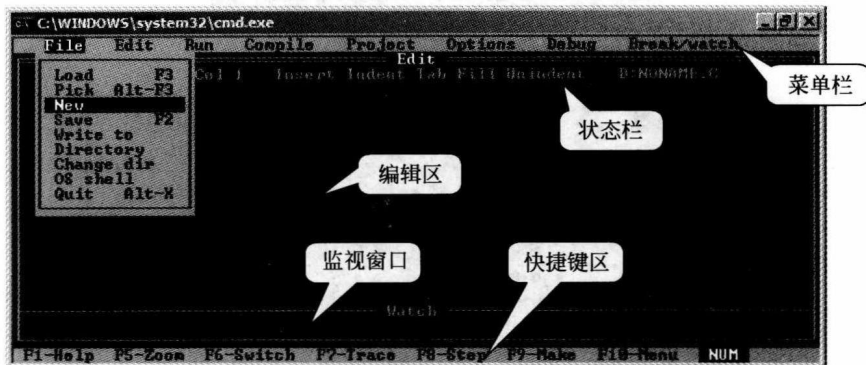 C:\WINDOWS\system32\cmd.exe
File Edit Run Compile Project Options Debug Break/watch
Edit
Col 1 Insert Indent Tab Fill Unindent D:NONAME.C
Load F3
Pick Alt-F3
New
Save F2
Write to
Directory
Change dir
OS shell
Quit Alt-X
菜单栏
状态栏
编辑区
监视窗口
快捷键区
Watch
F1-Help F5-Zoom F6-Switch F7-Trace F8-Step F9-Make F10-Menu NUM